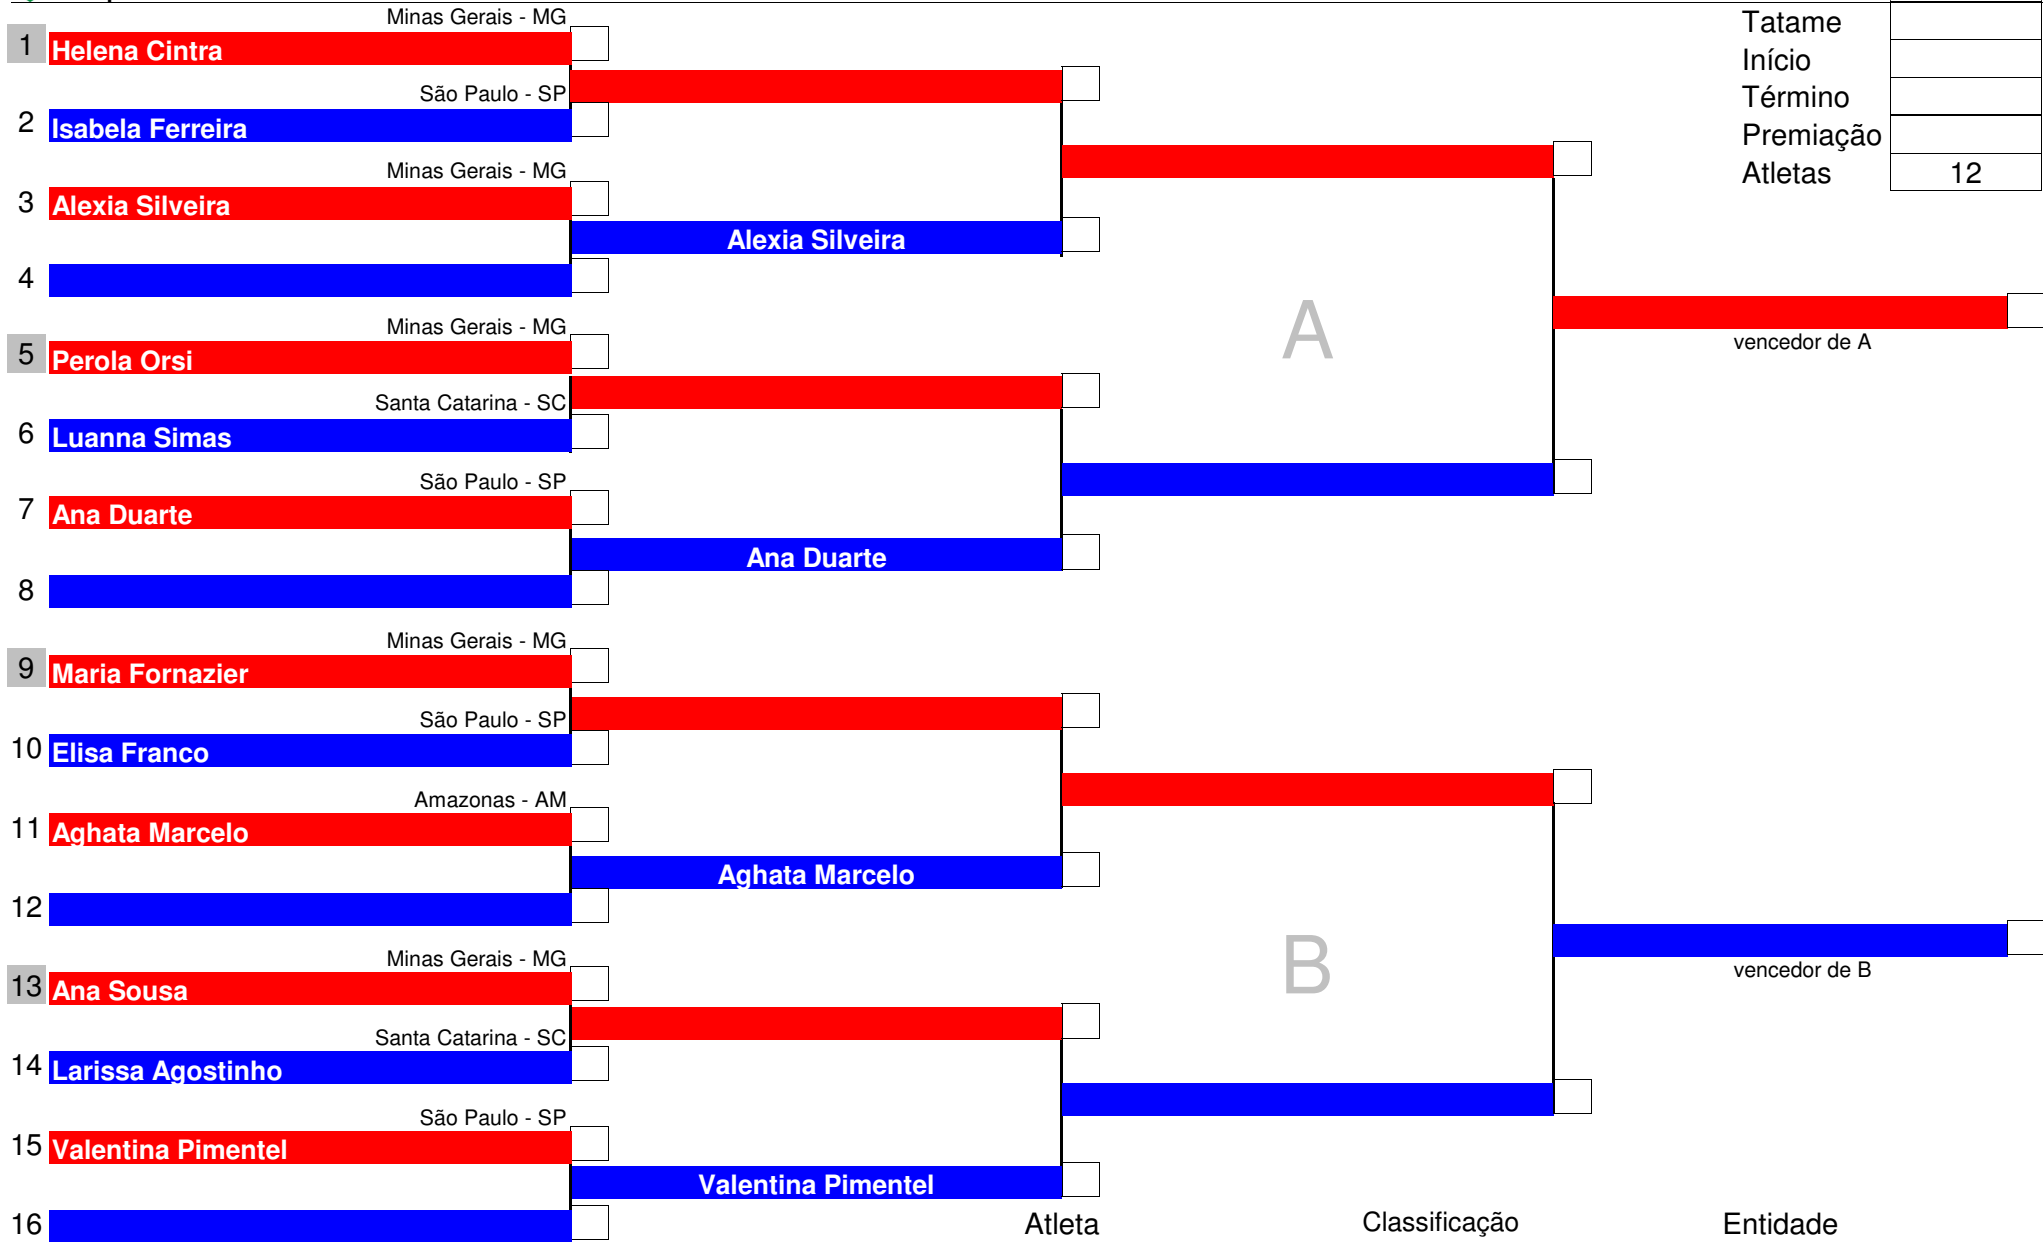 Minas Gerais - MG
1 Helena Cintra
São Paulo - SP
2 Isabela Ferreira
Minas Gerais - MG
3 Alexia Silveira
Alexia Silveira
4
Minas Gerais - MG
5 Perola Orsi
Santa Catarina - SC
6 Luanna Simas
São Paulo - SP
7 Ana Duarte
Ana Duarte
8
Minas Gerais - MG
9 Maria Fornazier
São Paulo - SP
10 Elisa Franco
Amazonas - AM
11 Aghata Marcelo
Aghata Marcelo
12
Minas Gerais - MG
13 Ana Sousa
Santa Catarina - SC
14 Larissa Agostinho
São Paulo - SP
15 Valentina Pimentel
Valentina Pimentel
16
A
B
Tatame
Início
Término
Premiação
Atletas 12
vencedor de A
vencedor de B
Atleta Classificação Entidade